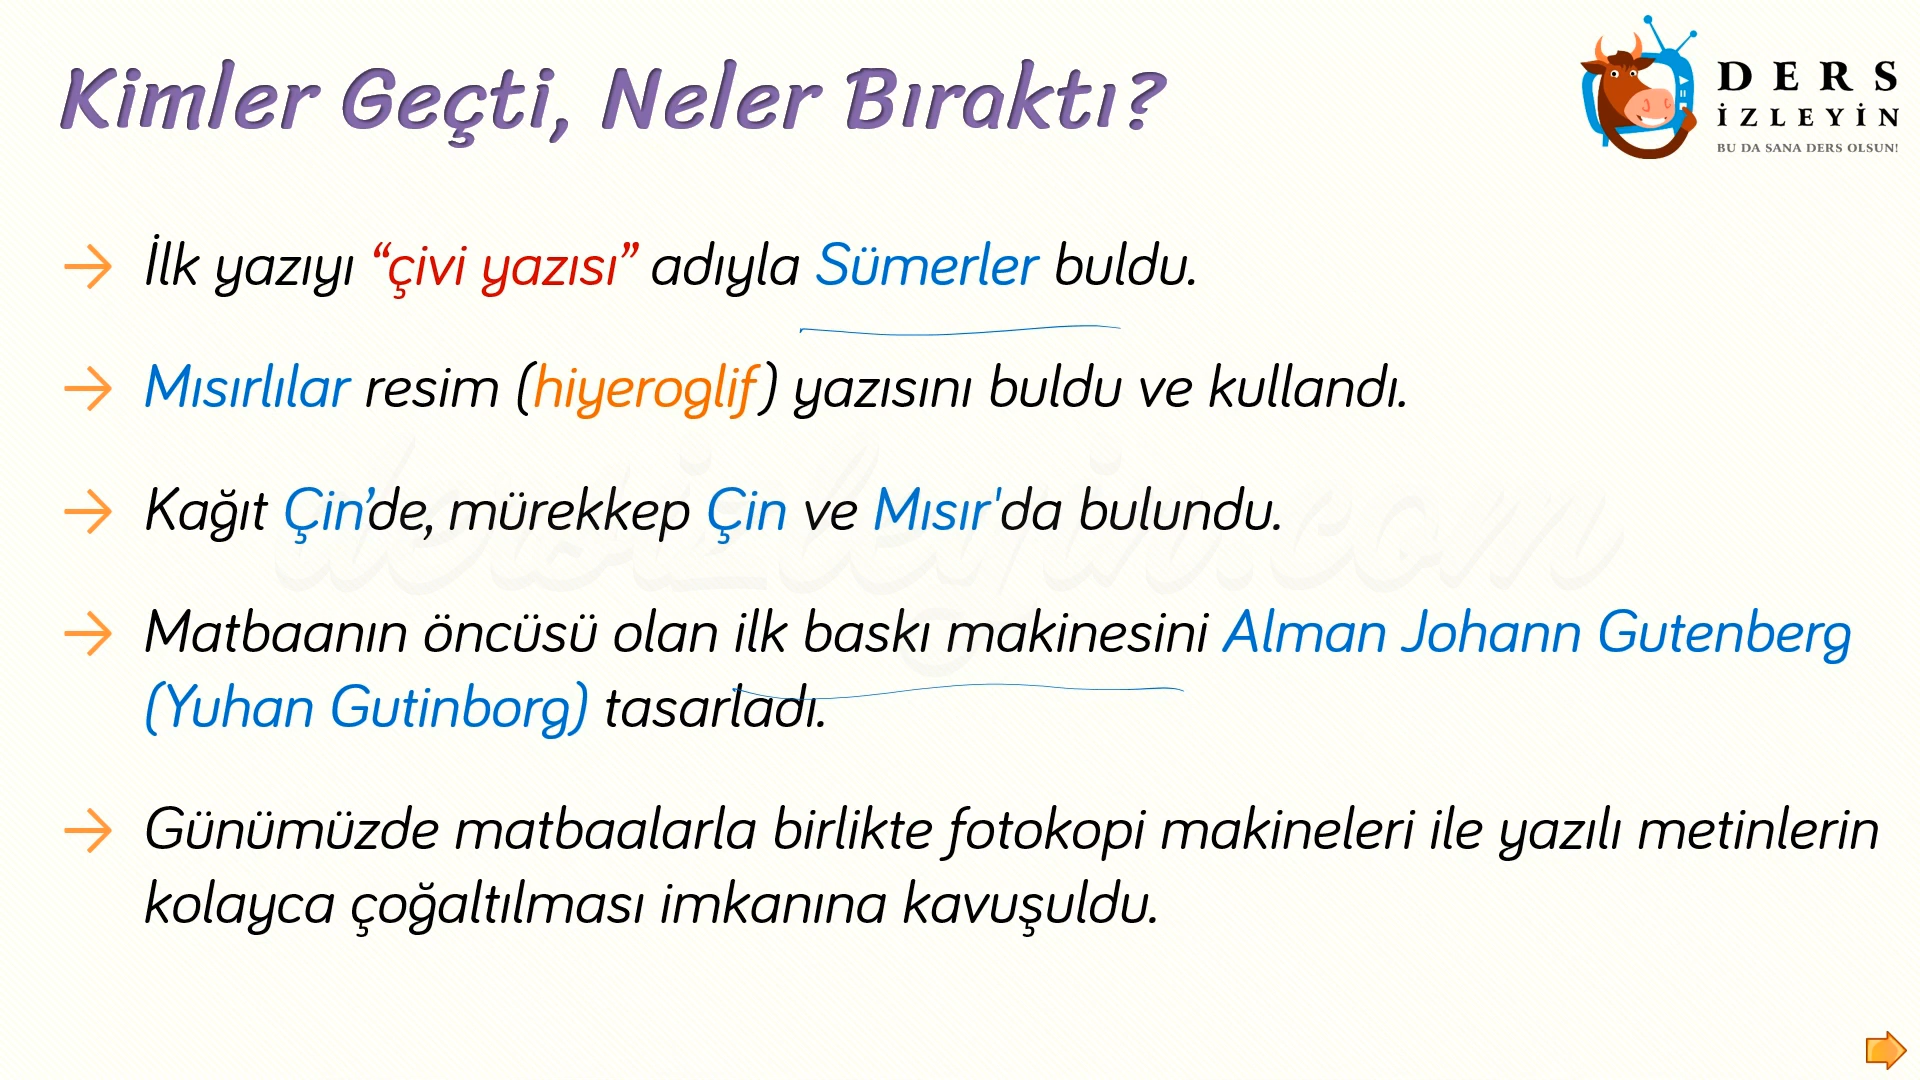 Kimler Geçti, Neler Bıraktı?
DERS
İZLEYİN
BU DA SANA DERS OLSUN!
→ İlk yazıyı “çivi yazısı” adıyla Sümerler buldu.
→ Mısırlılar resim (hiyeroglif) yazısını buldu ve kullandı.
→ Kağıt Çin’de, mürekkep Çin ve Mısır'da bulundu.
→ Matbaanın öncüsü olan ilk baskı makinesini Alman Johann Gutenberg
(Yuhan Gutinborg) tasarladı.
→ Günümüzde matbaalarla birlikte fotokopi makineleri ile yazılı metinlerin
kolayca çoğaltılması imkanına kavuşuldu.
dersizleyin.com